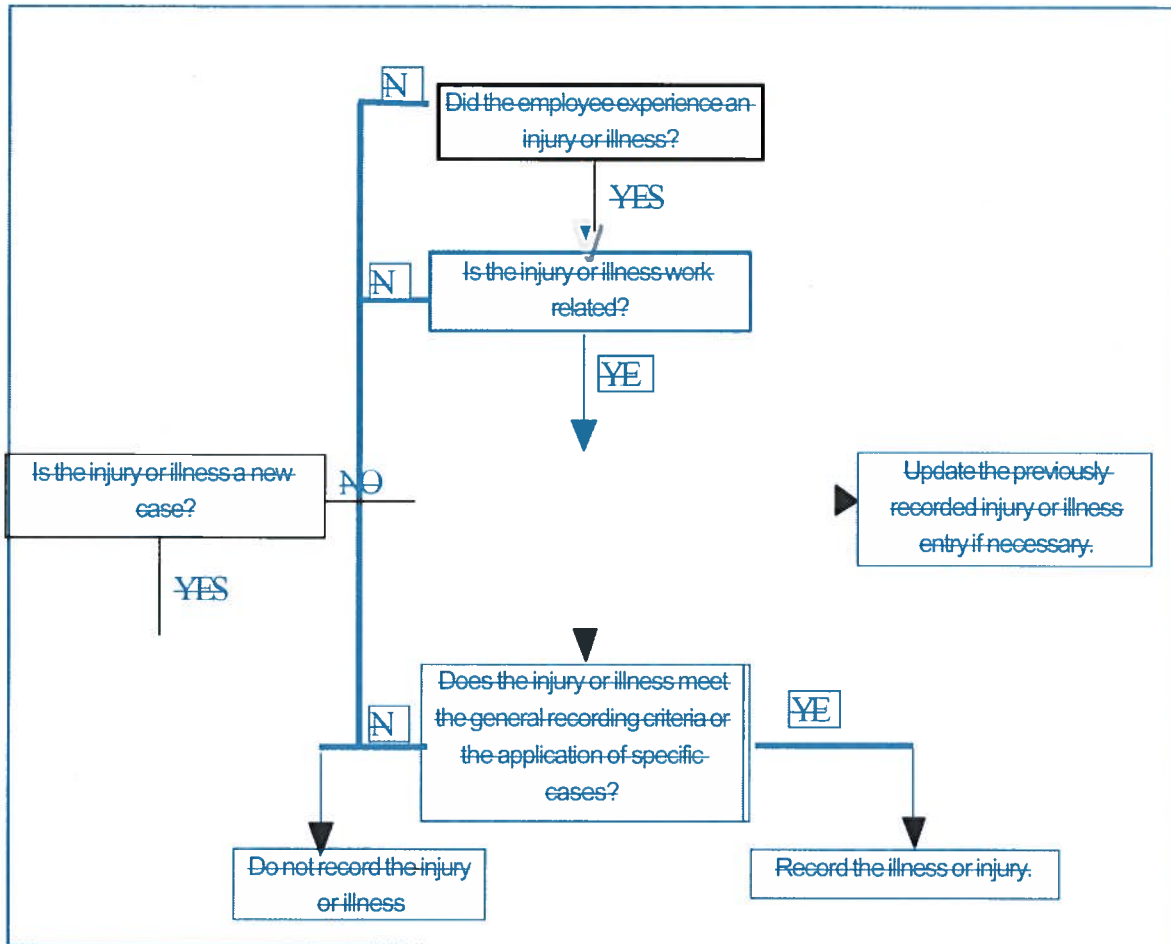 N
Did the employee experience an
injury or illness?
YES
N
Is the injury or illness work
related?
YE
Is the injury or illness a new
case?
NO
Update the previously
recorded injury or illness
entry if necessary.
YES
N
Does the injury or illness meet
the general recording criteria or
the application of specific
cases?
YE
Do not record the injury
or illness
Record the illness or injury.